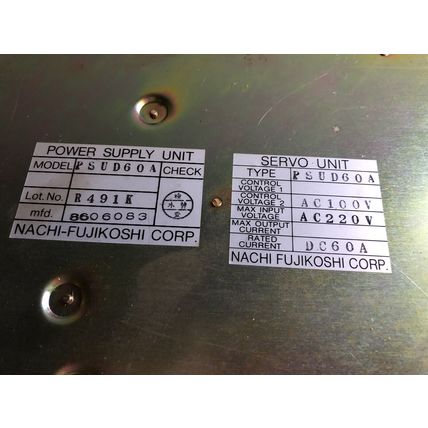 POWER SUPPLY UNIT
MODEL PSUD60A CHECK
Lot.No. R491K
mfd. 8606083
NACHI-FUJIKOSHI CORP.
SERVO UNIT
TYPE PSUD60A
CONTROL VOLTAGE 1
CONTROL VOLTAGE 2 AC100V
MAX INPUT VOLTAGE AC220V
MAX OUTPUT CURRENT
RATED CURRENT DC60A
NACHI FUJIKOSHI CORP.